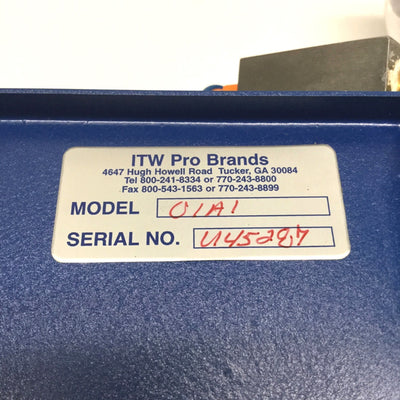 ITW Pro Brands
4647 Hugh Howell Road Tucker, GA 30084
Tel 800-241-8334 or 770-243-8800
Fax 800-543-1563 or 770-243-8899
MODEL 01A1
SERIAL NO.